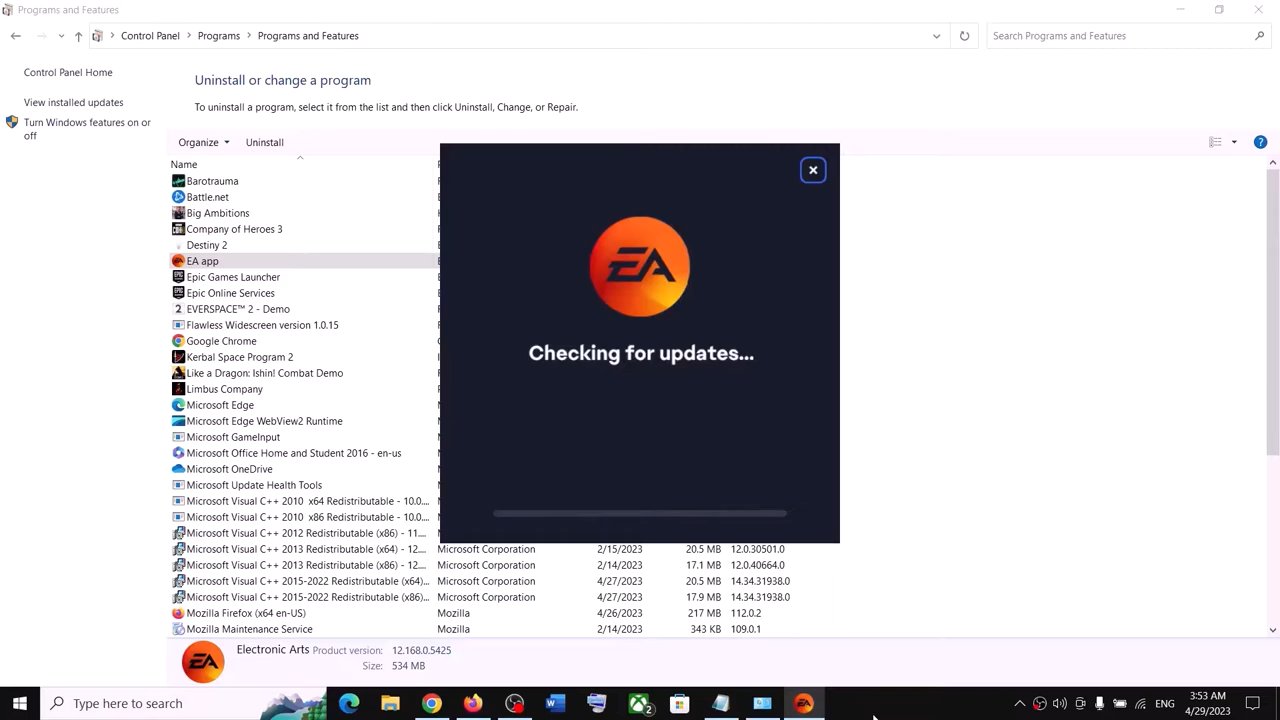 Programs and Features
Control Panel
Programs
Programs and Features
Search Programs and Features
Control Panel Home
View installed updates
Turn Windows features on or
off
Uninstall or change a program
To uninstall a program, select it from the list and then click Uninstall, Change, or Repair.
Organize
Uninstall
Name
Barotrauma
Battle.net
Big Ambitions
Company of Heroes 3
Destiny 2
EA app
Epic Games Launcher
Epic Online Services
EVERSPACE™ 2 - Demo
Flawless Widescreen version 1.0.15
Google Chrome
Kerbal Space Program 2
Like a Dragon: Ishin! Combat Demo
Limbus Company
Microsoft Edge
Microsoft Edge WebView2 Runtime
Microsoft GameInput
Microsoft Office Home and Student 2016 - en-us
Microsoft OneDrive
Microsoft Update Health Tools
Microsoft Visual C++ 2010 x64 Redistributable - 10.0....
Microsoft Visual C++ 2010 x86 Redistributable - 10.0....
Microsoft Visual C++ 2012 Redistributable (x86) - 11....
Microsoft Visual C++ 2013 Redistributable (x64) - 12.... Microsoft Corporation 2/15/2023 20.5 MB 12.0.30501.0
Microsoft Visual C++ 2013 Redistributable (x86) - 12.... Microsoft Corporation 2/14/2023 17.1 MB 12.0.40664.0
Microsoft Visual C++ 2015-2022 Redistributable (x64)... Microsoft Corporation 4/27/2023 20.5 MB 14.34.31938.0
Microsoft Visual C++ 2015-2022 Redistributable (x86)... Microsoft Corporation 4/27/2023 17.9 MB 14.34.31938.0
Mozilla Firefox (x64 en-US) Mozilla 4/26/2023 217 MB 112.0.2
Mozilla Maintenance Service Mozilla 2/14/2023 343 KB 109.0.1
EA
Checking for updates...
EA
Electronic Arts Product version: 12.168.0.5425
Size: 534 MB
Type here to search
2
ENG
3:53 AM
4/29/2023